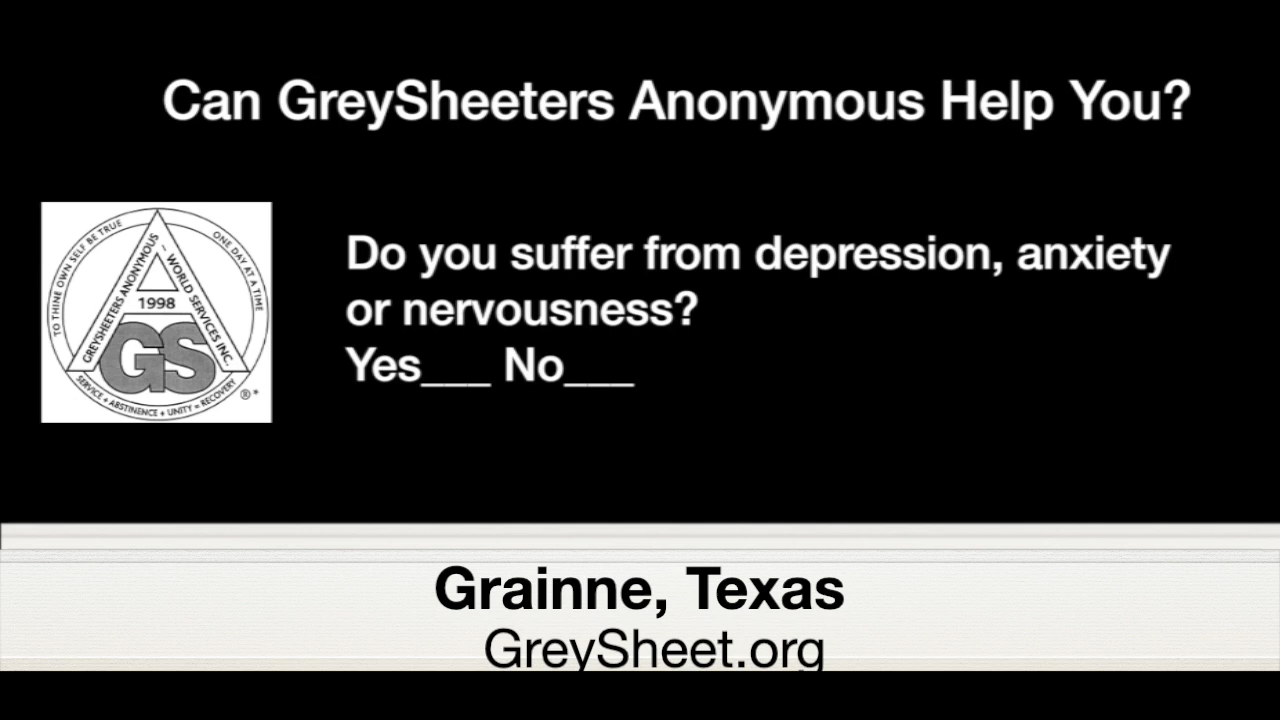 Can GreySheeters Anonymous Help You?
TO THINE OWN SELF BE TRUE
ONE DAY AT A TIME
GREYSHEETERS ANONYMOUS ~ WORLD SERVICES INC.
1998
GS
SERVICE + ABSTINENCE + UNITY = RECOVERY
®*
Do you suffer from depression, anxiety
or nervousness?
Yes___ No___
Grainne, Texas
GreySheet.org